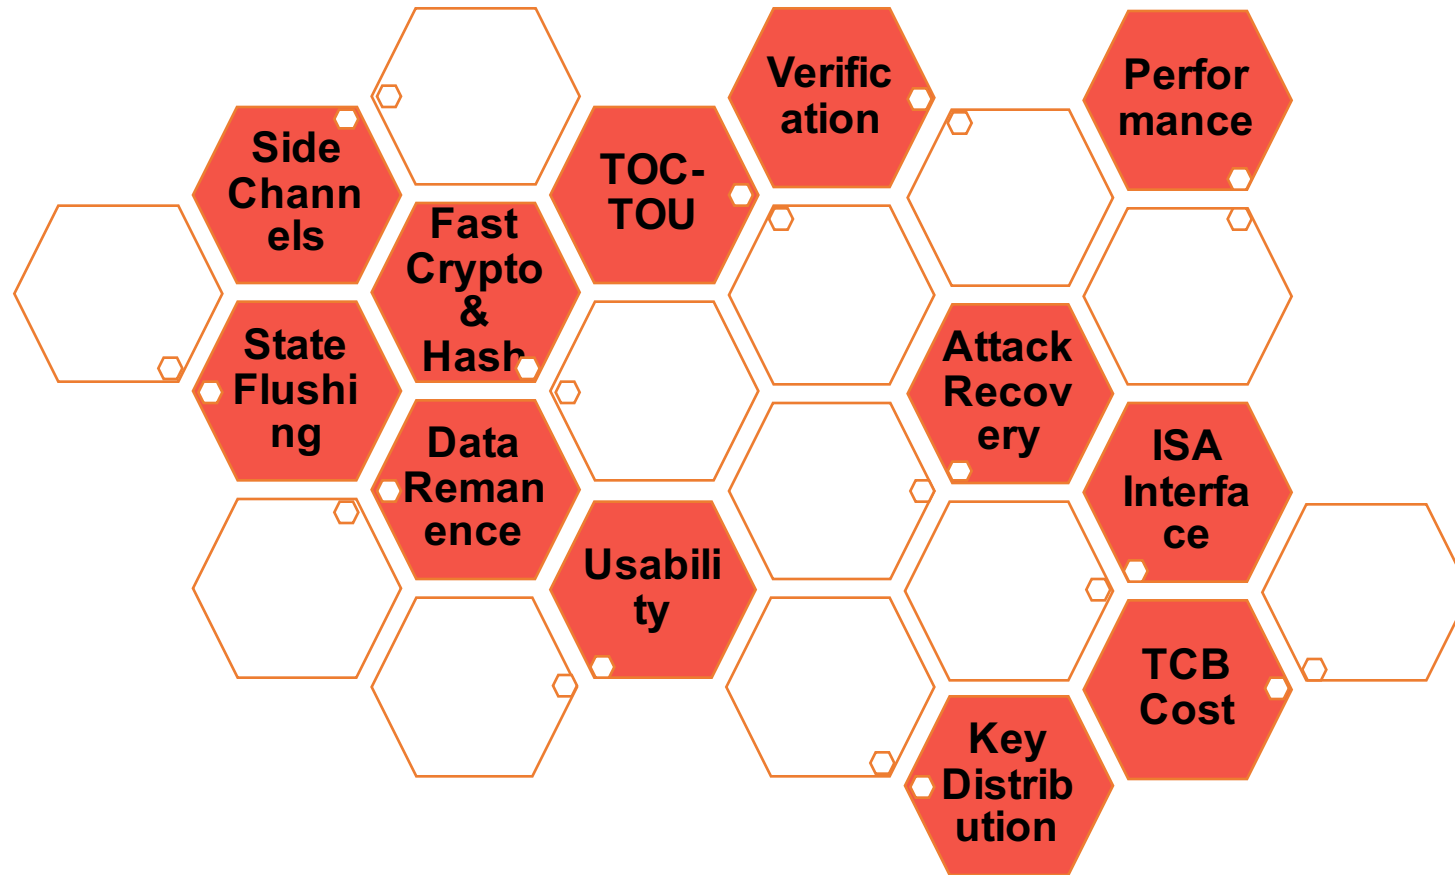 Verific
ation
Perfor
mance
Side
Chann
els
TOC-
TOU
Fast
Crypto
&
Hash
State
Flushi
ng
Attack
Recov
ery
Data
Reman
ence
ISA
Interfa
ce
Usabili
ty
TCB
Cost
Key
Distrib
ution